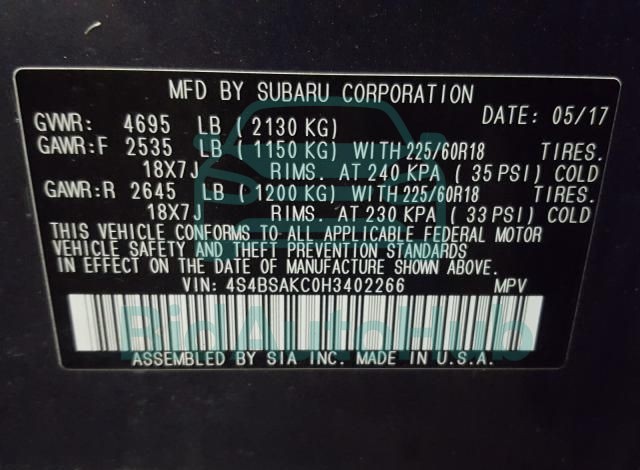 MFD BY SUBARU CORPORATION
DATE: 05/17
GVWR: 4695 LB (2130 KG)
GAWR:F 2535 LB (1150 KG) WITH 225/60R18 TIRES.
18X7J RIMS. AT 240 KPA (35 PSI) COLD
GAWR:R 2645 LB (1200 KG) WITH 225/60R18 TIRES.
18X7J RIMS. AT 230 KPA (33 PSI) COLD
THIS VEHICLE CONFORMS TO ALL APPLICABLE FEDERAL MOTOR
VEHICLE SAFETY AND THEFT PREVENTION STANDARDS
IN EFFECT ON THE DATE OF MANUFACTURE SHOWN ABOVE.
VIN: 4S4BSAKC0H3402266 MPV
BidAutoHub
ASSEMBLED BY SIA INC. MADE IN U.S.A.